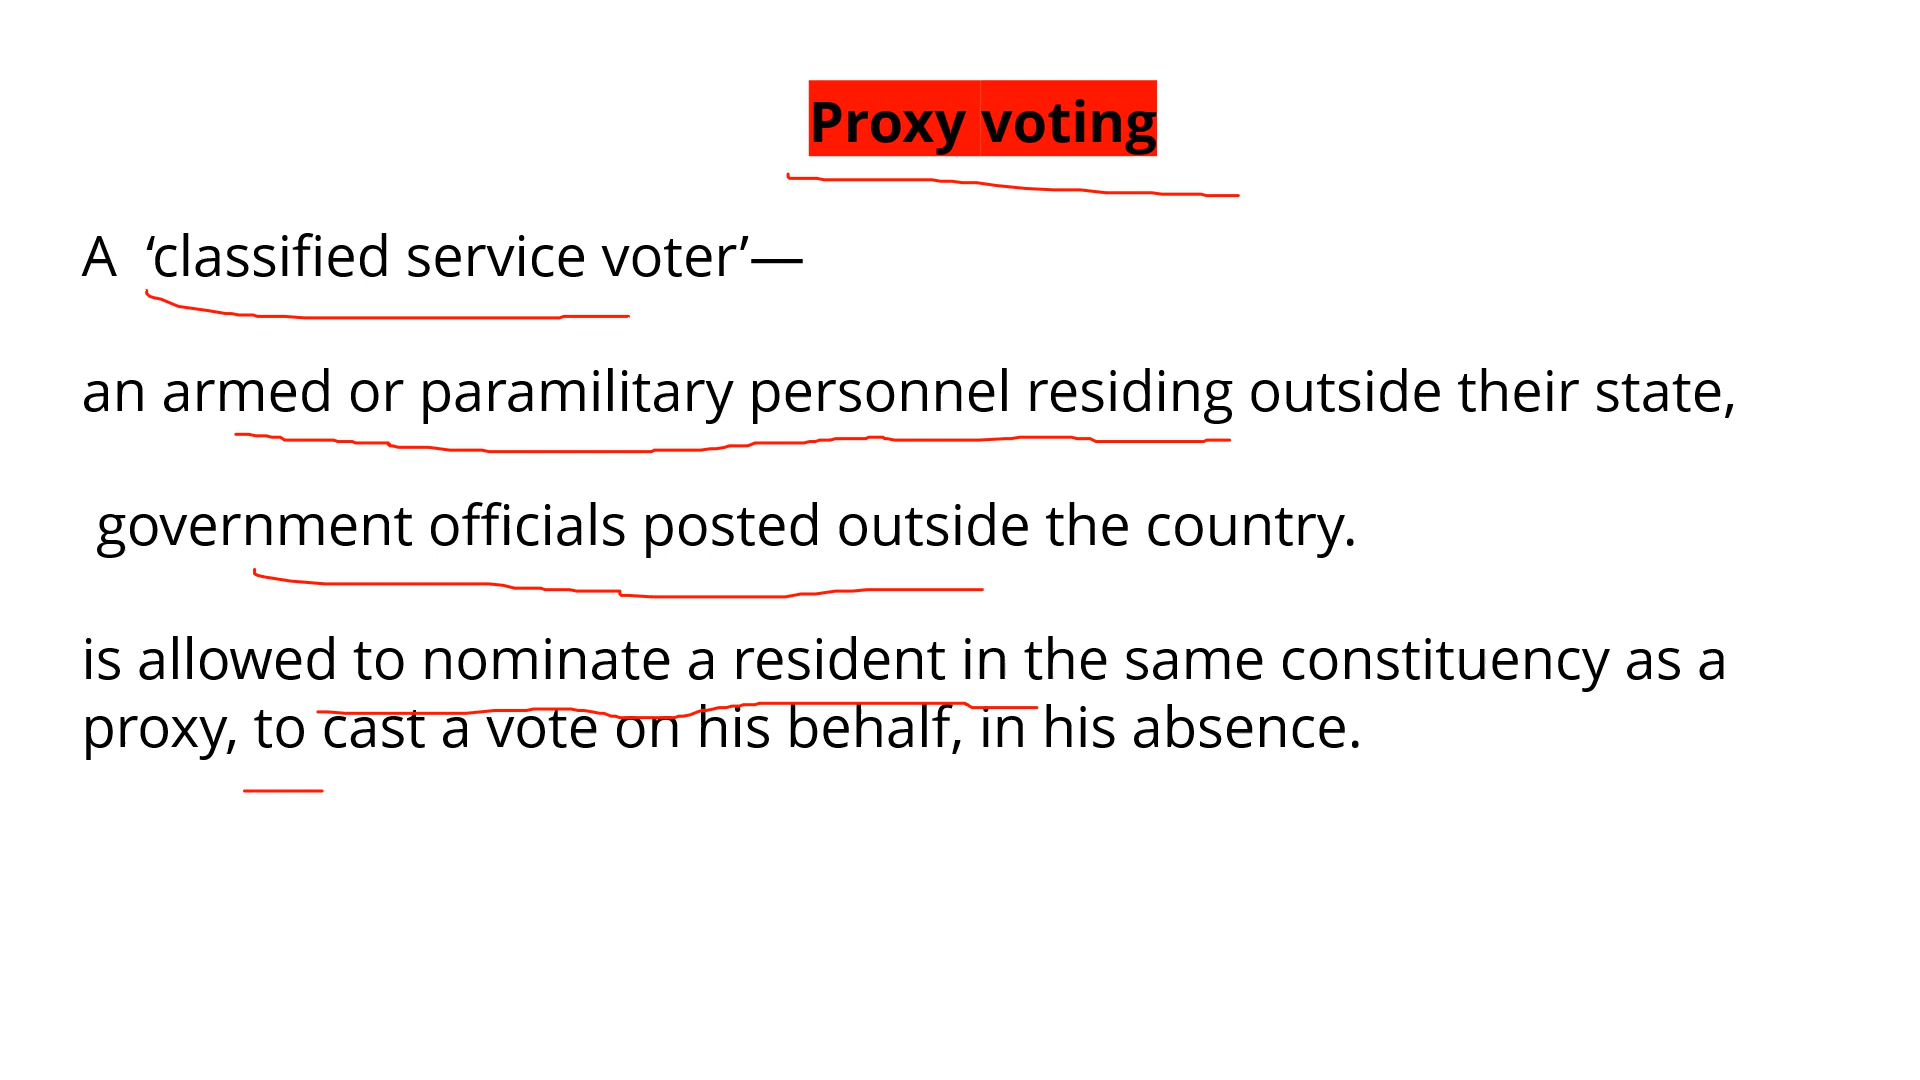 Proxy voting
A ‘classified service voter’—
an armed or paramilitary personnel residing outside their state,
government officials posted outside the country.
is allowed to nominate a resident in the same constituency as a
proxy, to cast a vote on his behalf, in his absence.